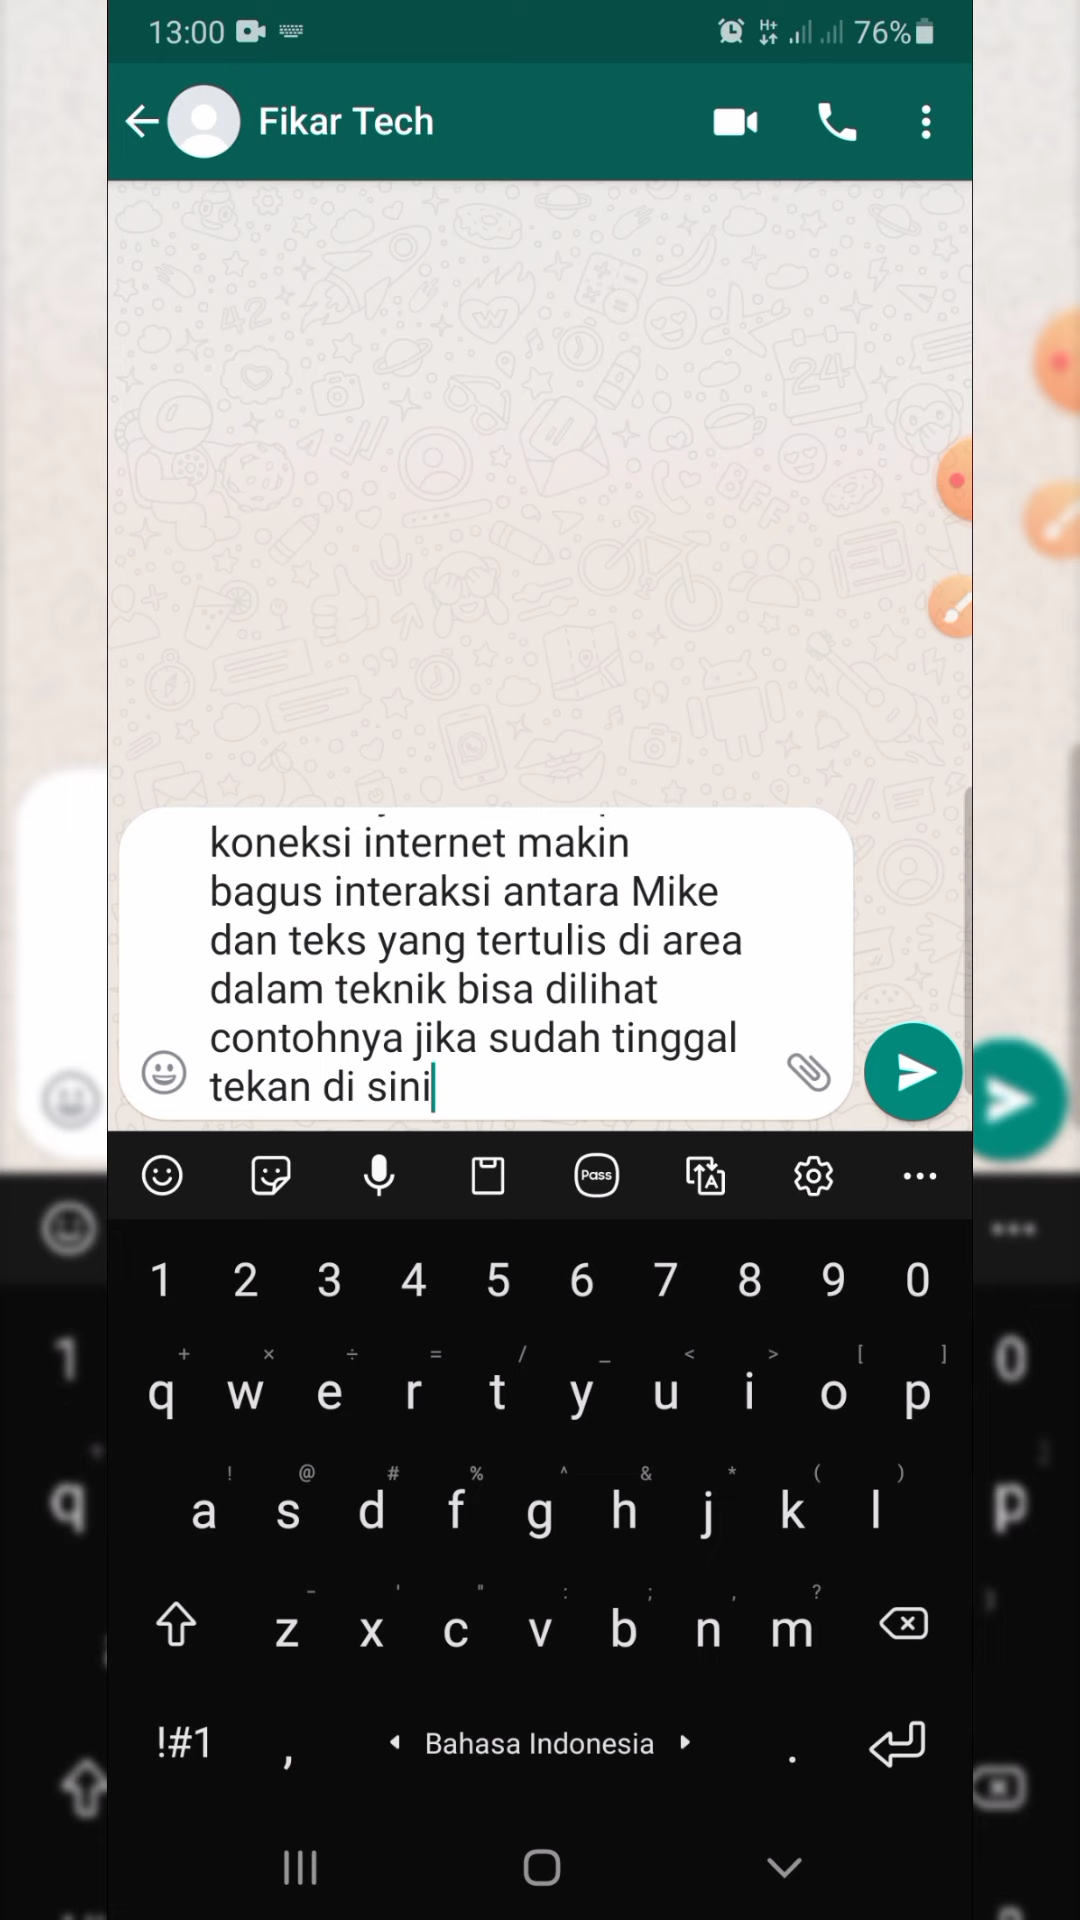 13:00
H+
76%
Fikar Tech
koneksi internet makin
bagus interaksi antara Mike
dan teks yang tertulis di area
dalam teknik bisa dilihat
contohnya jika sudah tinggal
tekan di sini
Pass
A
1 2 3 4 5 6 7 8 9 0
+ × ÷ = / _ < > [ ]
q w e r t y u i o p
! @ # % ^ & * ( )
a s d f g h j k l
- ' " : ; , ?
z x c v b n m
!#1 , Bahasa Indonesia .